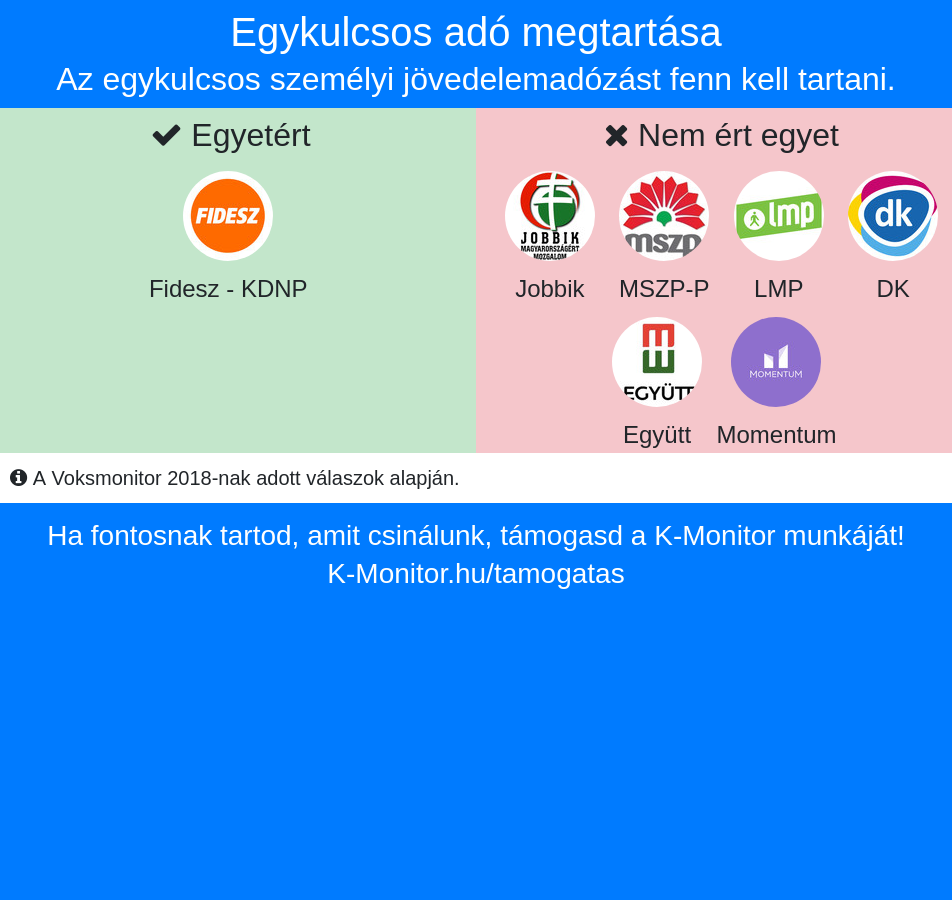 Egykulcsos adó megtartása
Az egykulcsos személyi jövedelemadózást fenn kell tartani.
Egyetért
FIDESZ
Fidesz - KDNP
Nem ért egyet
JOBBIK
MAGYARORSZÁGÉRT
MOZGALOM
mszp
lmp
dk
Jobbik
MSZP-P
LMP
DK
EGYÜTT
MOMENTUM
Együtt
Momentum
A Voksmonitor 2018-nak adott válaszok alapján.
Ha fontosnak tartod, amit csinálunk, támogasd a K-Monitor munkáját!
K-Monitor.hu/tamogatas